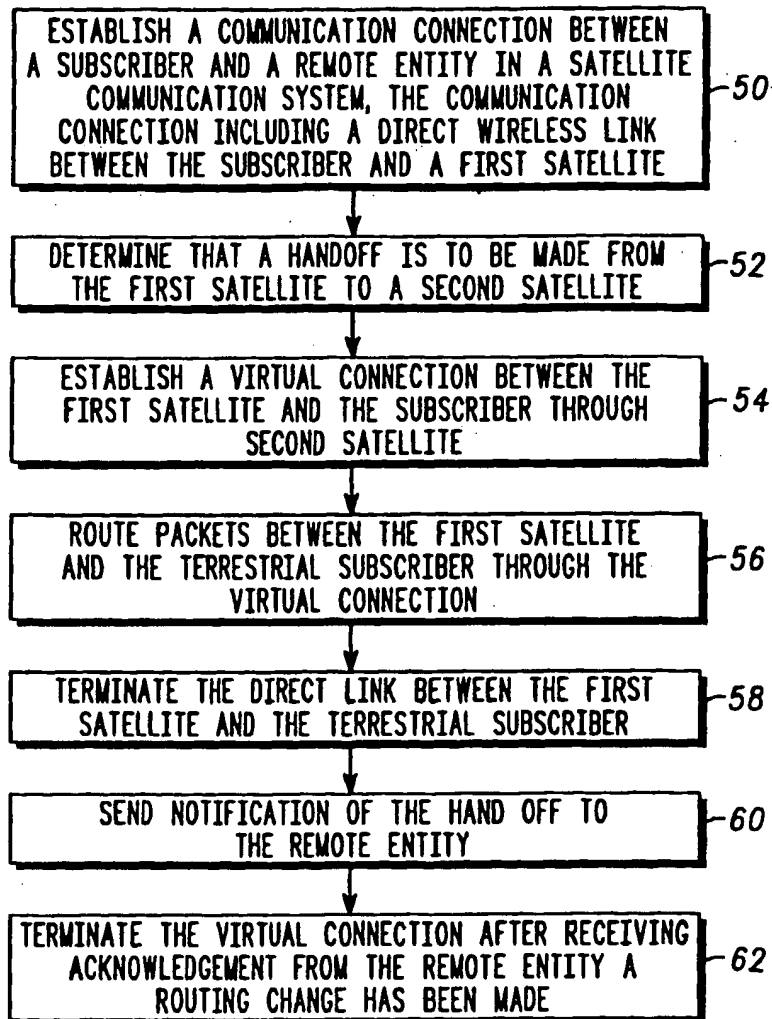 ESTABLISH A COMMUNICATION CONNECTION BETWEEN
A SUBSCRIBER AND A REMOTE ENTITY IN A SATELLITE
COMMUNICATION SYSTEM, THE COMMUNICATION
CONNECTION INCLUDING A DIRECT WIRELESS LINK
BETWEEN THE SUBSCRIBER AND A FIRST SATELLITE
50
DETERMINE THAT A HANDOFF IS TO BE MADE FROM
THE FIRST SATELLITE TO A SECOND SATELLITE
52
ESTABLISH A VIRTUAL CONNECTION BETWEEN THE
FIRST SATELLITE AND THE SUBSCRIBER THROUGH
SECOND SATELLITE
54
ROUTE PACKETS BETWEEN THE FIRST SATELLITE
AND THE TERRESTRIAL SUBSCRIBER THROUGH THE
VIRTUAL CONNECTION
56
TERMINATE THE DIRECT LINK BETWEEN THE FIRST
SATELLITE AND THE TERRESTRIAL SUBSCRIBER
58
SEND NOTIFICATION OF THE HAND OFF TO
THE REMOTE ENTITY
60
TERMINATE THE VIRTUAL CONNECTION AFTER RECEIVING
ACKNOWLEDGEMENT FROM THE REMOTE ENTITY A
ROUTING CHANGE HAS BEEN MADE
62